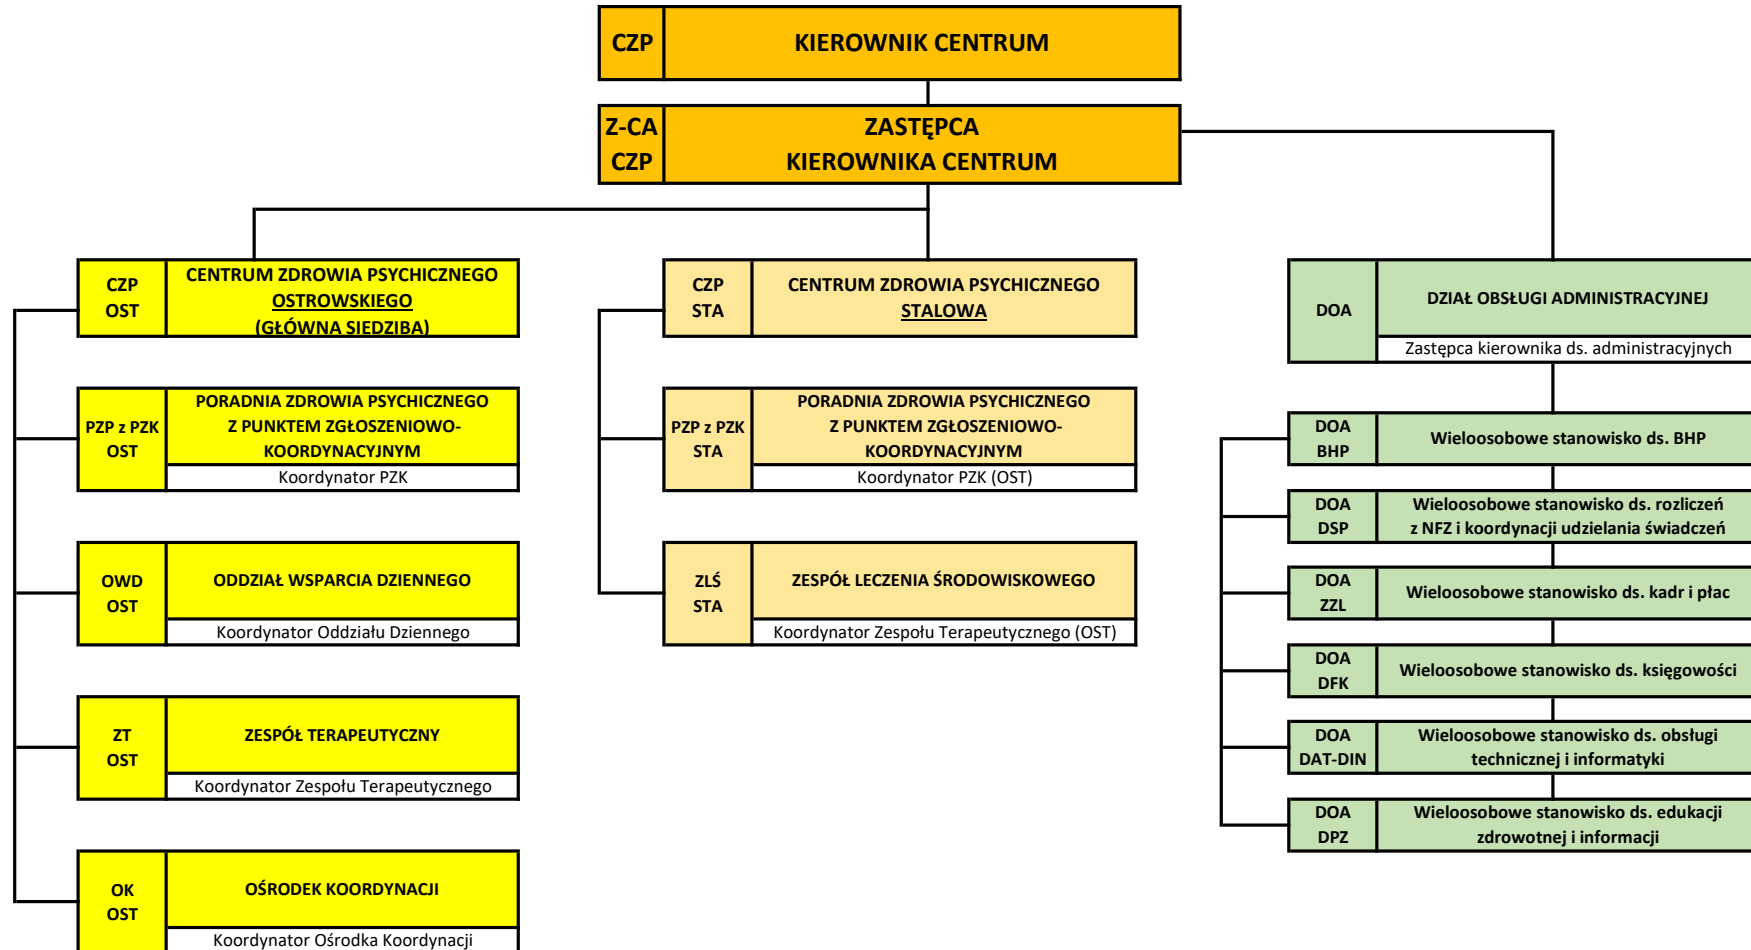 CZP
KIEROWNIK CENTRUM
Z-CA
CZP
ZASTĘPCA
KIEROWNIKA CENTRUM
CZP
OST
CENTRUM ZDROWIA PSYCHICZNEGO
OSTROWSKIEGO
(GŁÓWNA SIEDZIBA)
PZP z PZK
OST
PORADNIA ZDROWIA PSYCHICZNEGO
Z PUNKTEM ZGŁOSZENIOWO-
KOORDYNACYJNYM
Koordynator PZK
OWD
OST
ODDZIAŁ WSPARCIA DZIENNEGO
Koordynator Oddziału Dziennego
ZT
OST
ZESPÓŁ TERAPEUTYCZNY
Koordynator Zespołu Terapeutycznego
OK
OST
OŚRODEK KOORDYNACJI
Koordynator Ośrodka Koordynacji
CZP
STA
CENTRUM ZDROWIA PSYCHICZNEGO
STALOWA
PZP z PZK
STA
PORADNIA ZDROWIA PSYCHICZNEGO
Z PUNKTEM ZGŁOSZENIOWO-
KOORDYNACYJNYM
Koordynator PZK (OST)
ZLŚ
STA
ZESPÓŁ LECZENIA ŚRODOWISKOWEGO
Koordynator Zespołu Terapeutycznego (OST)
DOA
DZIAŁ OBSŁUGI ADMINISTRACYJNEJ
Zastępca kierownika ds. administracyjnych
DOA
BHP
Wieloosobowe stanowisko ds. BHP
DOA
DSP
Wieloosobowe stanowisko ds. rozliczeń
z NFZ i koordynacji udzielania świadczeń
DOA
ZZL
Wieloosobowe stanowisko ds. kadr i płac
DOA
DFK
Wieloosobowe stanowisko ds. księgowości
DOA
DAT-DIN
Wieloosobowe stanowisko ds. obsługi
technicznej i informatyki
DOA
DPZ
Wieloosobowe stanowisko ds. edukacji
zdrowotnej i informacji